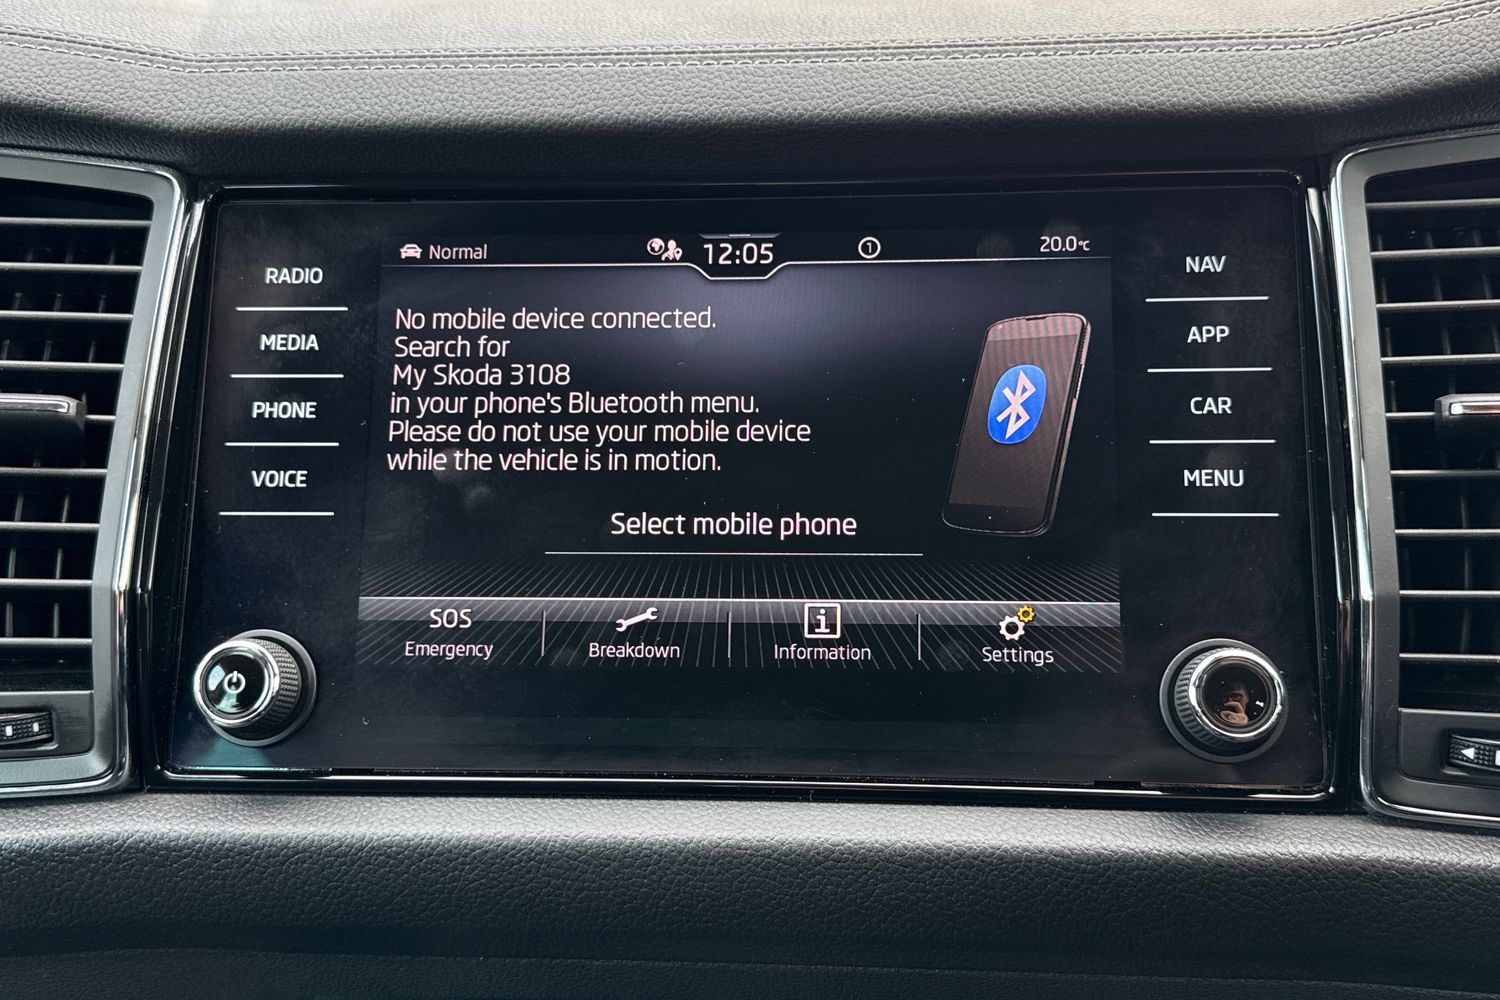 Normal
12:05
1
20.0°C
RADIO
MEDIA
PHONE
VOICE
No mobile device connected.
Search for
My Skoda 3108
in your phone's Bluetooth menu.
Please do not use your mobile device
while the vehicle is in motion.
Select mobile phone
SOS
Emergency
Breakdown
i
Information
Settings
NAV
APP
CAR
MENU